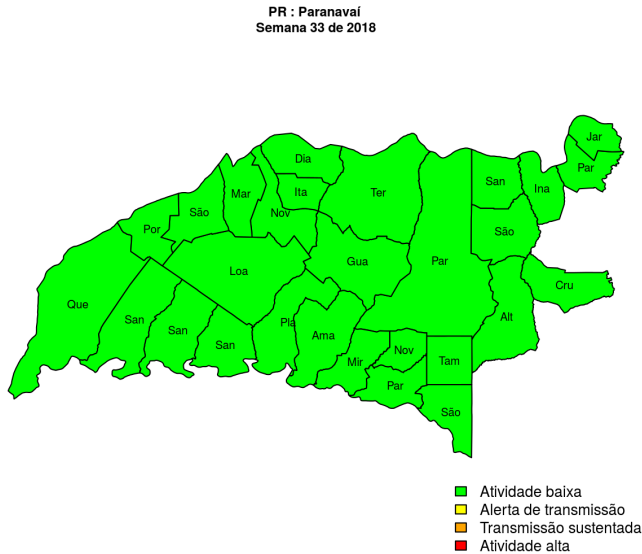 PR : Paranavaí
Semana 33 de 2018
Jar
Par
Dia
Ita
Mar
Nov
São
Ter
San
Ina
Por
São
Loa
Gua
Par
Cru
Que
San
San
San
Pla
Ama
Alt
Mir
Nov
Tam
Par
São
Atividade baixa
Alerta de transmissão
Transmissão sustentada
Atividade alta